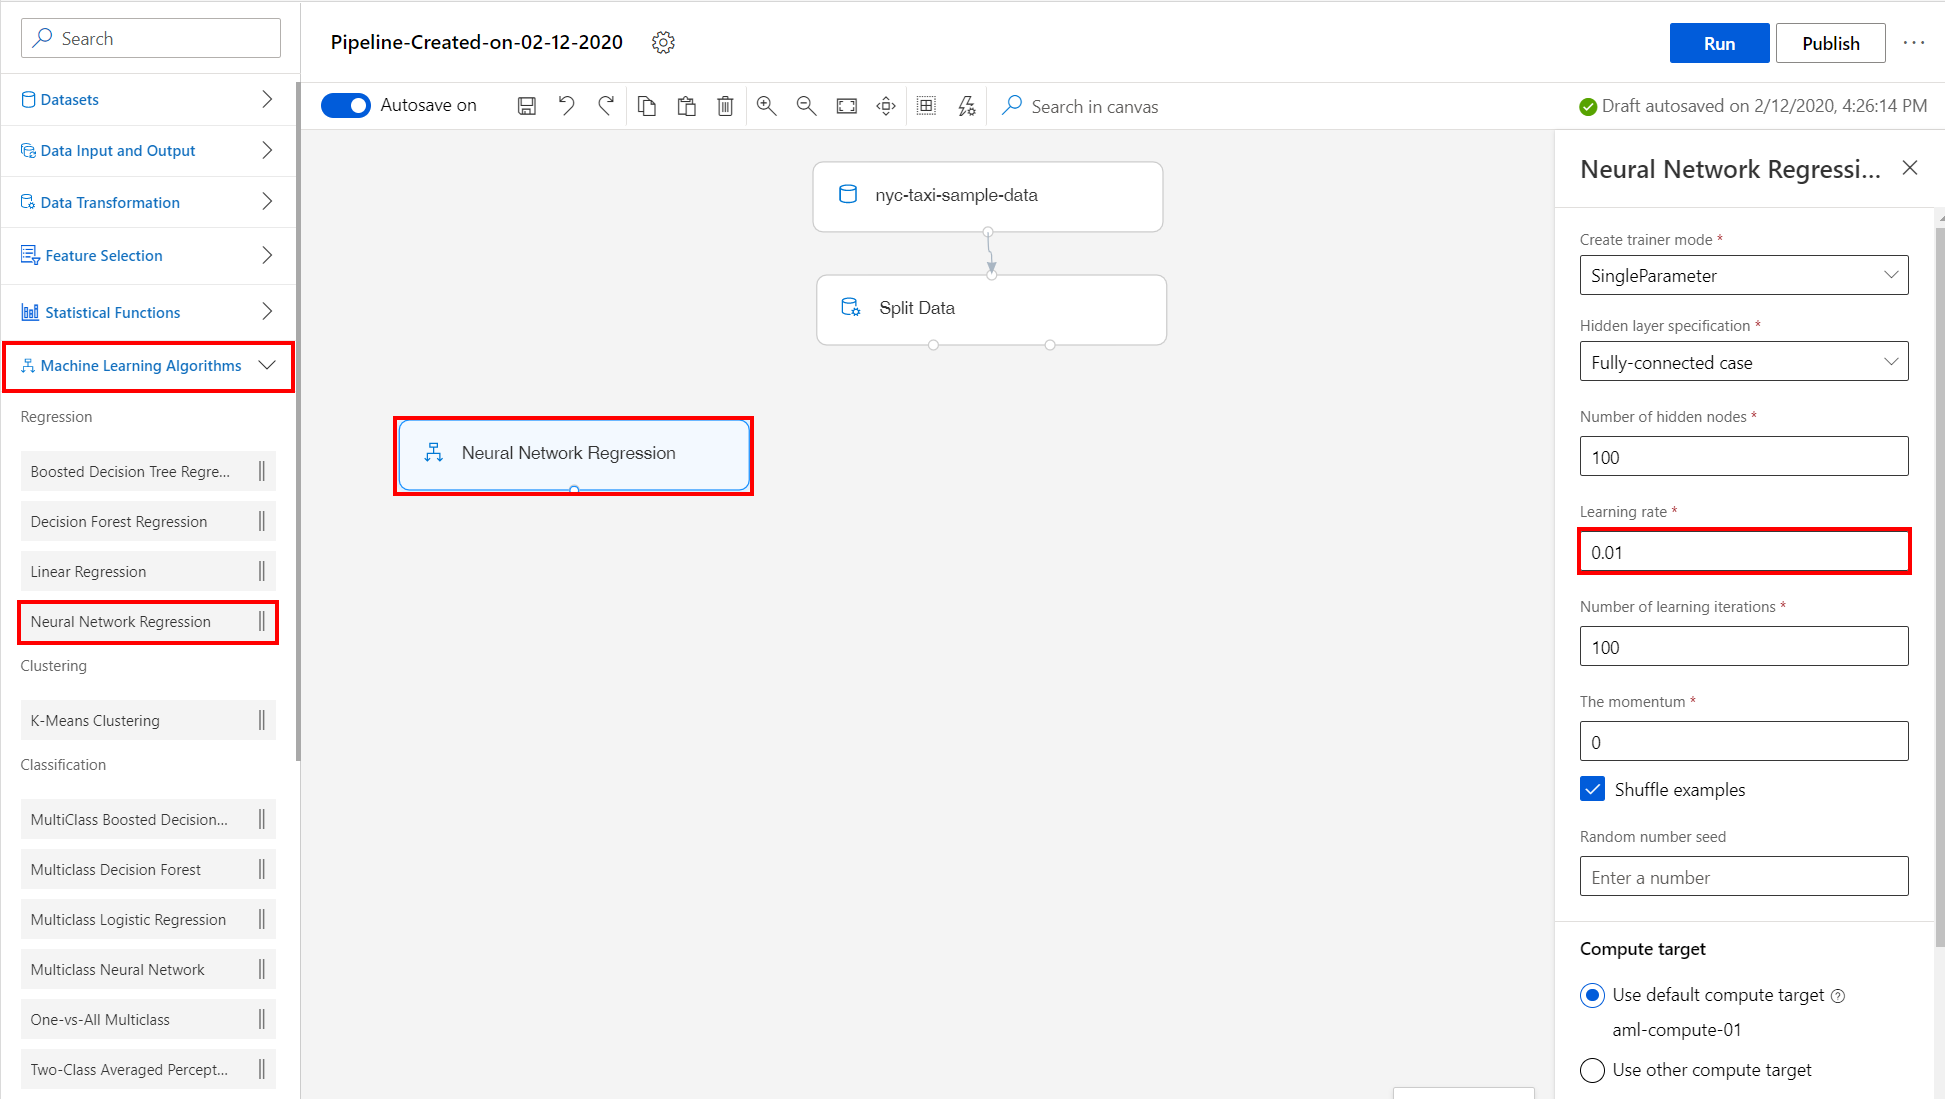 Search
Datasets
Data Input and Output
Data Transformation
Feature Selection
Statistical Functions
Machine Learning Algorithms
Regression
Boosted Decision Tree Regre...
Decision Forest Regression
Linear Regression
Neural Network Regression
Clustering
K-Means Clustering
Classification
MultiClass Boosted Decision...
Multiclass Decision Forest
Multiclass Logistic Regression
Multiclass Neural Network
One-vs-All Multiclass
Two-Class Averaged Percept...
Pipeline-Created-on-02-12-2020
Run
Publish
Autosave on
Search in canvas
Draft autosaved on 2/12/2020, 4:26:14 PM
nyc-taxi-sample-data
Split Data
Neural Network Regression
Neural Network Regressi...
Create trainer mode *
SingleParameter
Hidden layer specification *
Fully-connected case
Number of hidden nodes *
100
Learning rate *
0.01
Number of learning iterations *
100
The momentum *
0
Shuffle examples
Random number seed
Enter a number
Compute target
Use default compute target
aml-compute-01
Use other compute target